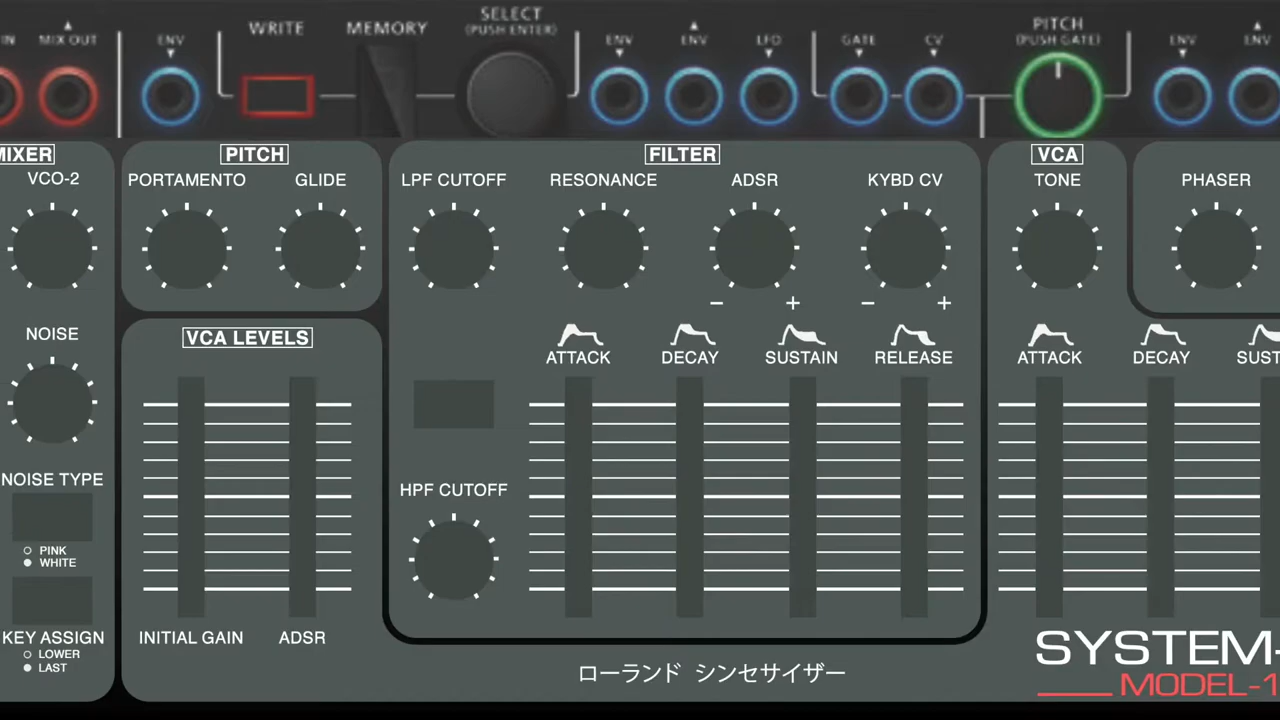 SELECT
(PUSH ENTER)
IN
MIX OUT
ENV
WRITE
MEMORY
ENV
ENV
LFO
GATE
CV
PITCH
(PUSH GATE)
ENV
ENV
MIXER
PITCH
FILTER
VCA
VCO-2
PORTAMENTO
GLIDE
LPF CUTOFF
RESONANCE
ADSR
KYBD CV
TONE
PHASER
− +
− +
NOISE
VCA LEVELS
ATTACK
DECAY
SUSTAIN
RELEASE
ATTACK
DECAY
SUST
NOISE TYPE
HPF CUTOFF
PINK
WHITE
KEY ASSIGN
INITIAL GAIN
ADSR
LOWER
LAST
ローランド シンセサイザー
SYSTEM-
MODEL-1